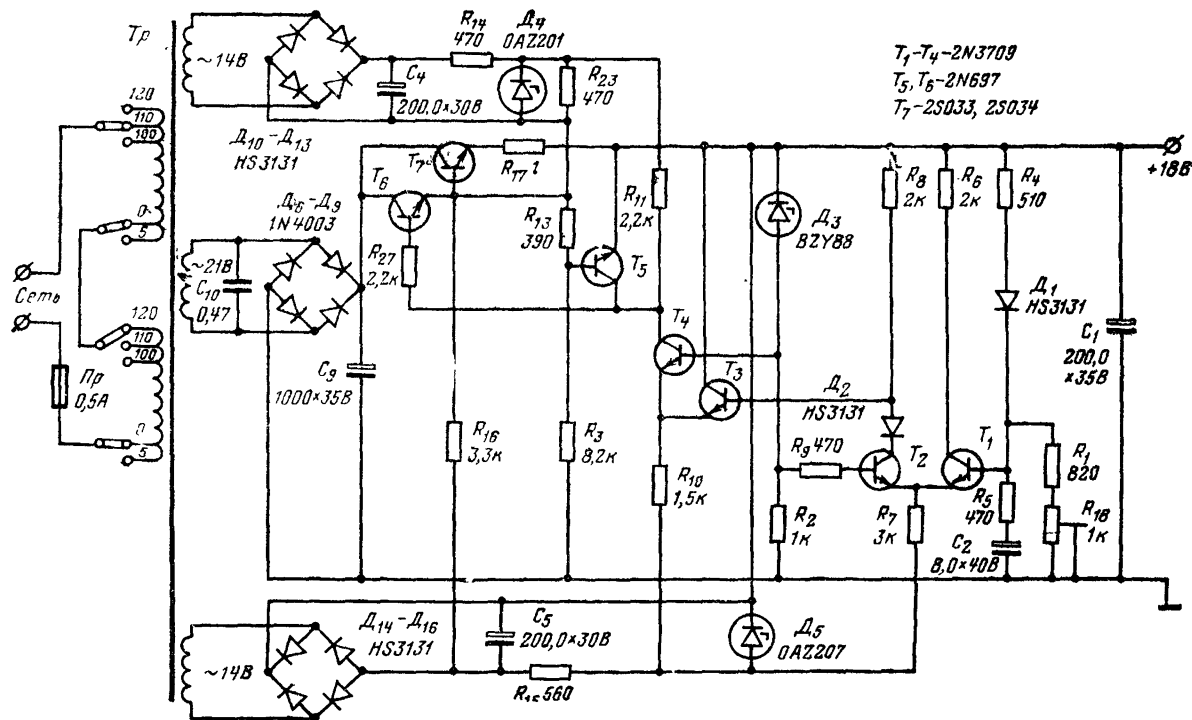 Тр
~14В
120
110
100
0
5
Сеть
Пр
0,5А
120
110
100
0
5
~21В
C10
0,47
~14В
Д10-Д13
HS3131
Д6-Д9
1N4003
C4
200,0×30В
R14
470
Д4
OAZ201
R23
470
T7
R17 1
T6
R27
2,2к
R13
390
T5
R11
2,2к
C9
1000×35В
R16
3,3к
R3
8,2к
T4
T3
R10
1,5к
Д3
BZY88
Д2
HS3131
R9 470
R2
1к
T2
T1
R7
3к
R8
2к
R6
2к
R4
510
Д1
HS3131
R5
470
C2
8,0×40В
R1
820
R18
1к
C1
200,0
×35В
+18В
T1-T4-2N3709
T5, T6-2N697
T7-2S033, 2S034
Д14-Д16
HS3131
C5
200,0×30В
R15 560
Д5
OAZ207